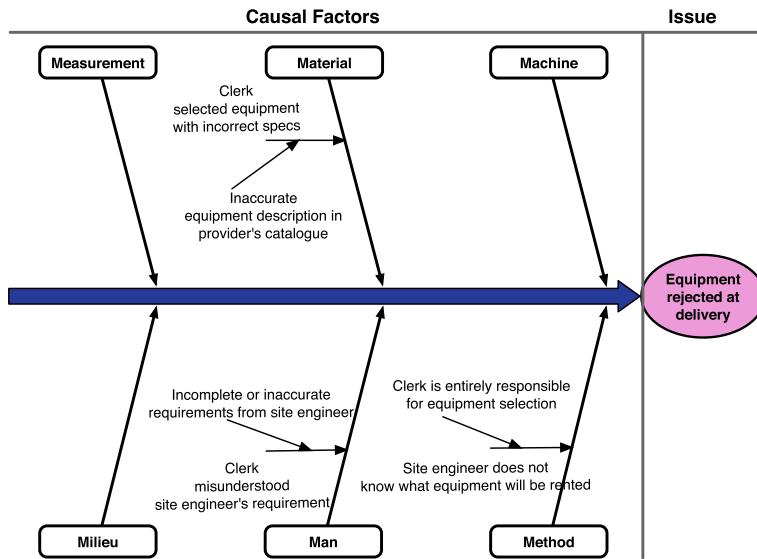 Causal Factors
Issue
Measurement
Material
Machine
Clerk
selected equipment
with incorrect specs
Inaccurate
equipment description in
provider's catalogue
Equipment
rejected at
delivery
Incomplete or inaccurate
requirements from site engineer
Clerk
misunderstood
site engineer's requirement
Clerk is entirely responsible
for equipment selection
Site engineer does not
know what equipment will be rented
Milieu
Man
Method